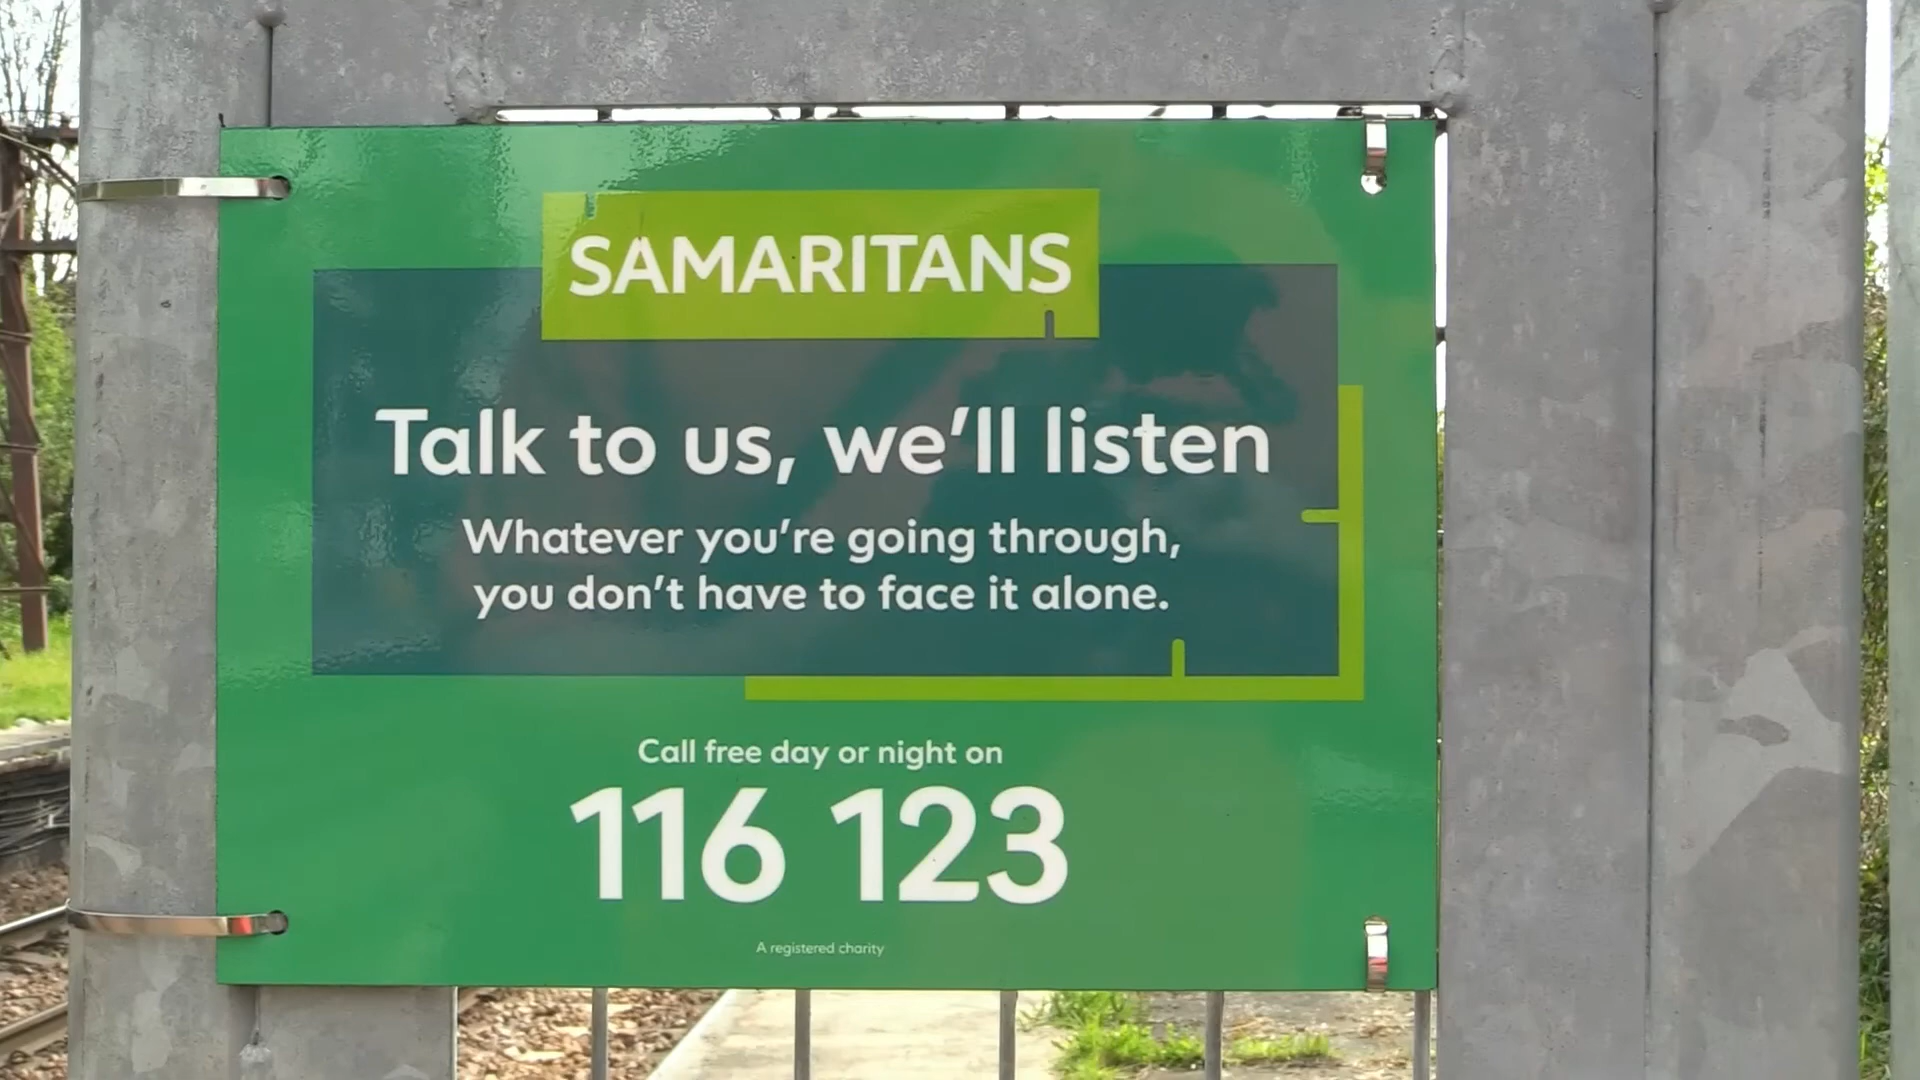 SAMARITANS
Talk to us, we'll listen
Whatever you're going through,
you don't have to face it alone.
Call free day or night on
116 123
A registered charity